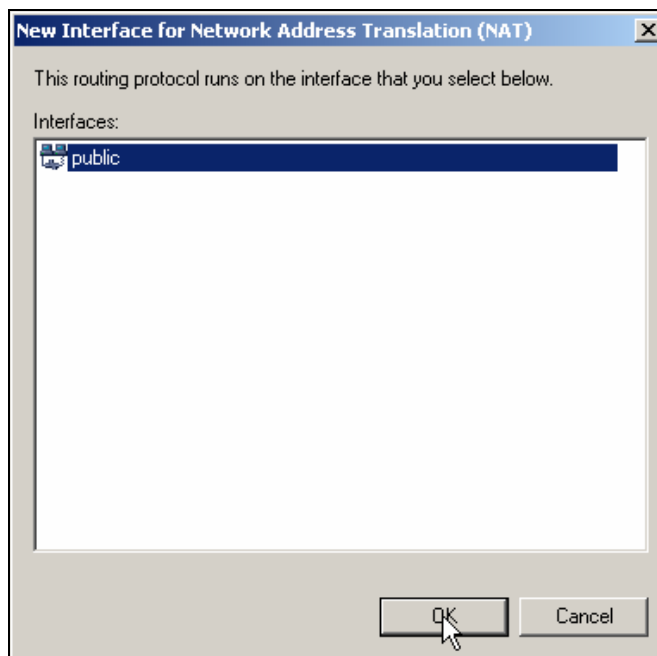 New Interface for Network Address Translation (NAT)
This routing protocol runs on the interface that you select below.
Interfaces:
public
OK Cancel